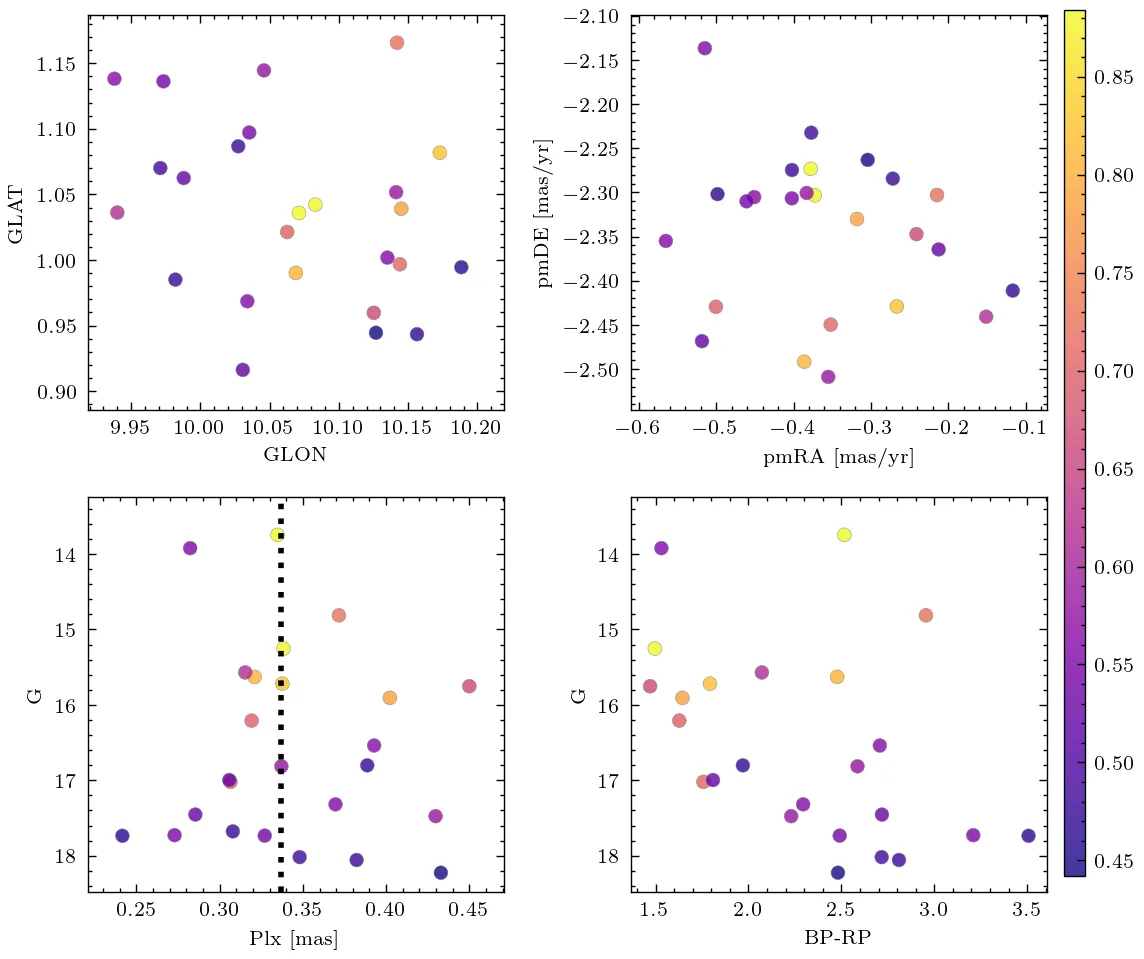 1.15
1.10
1.05
1.00
0.95
0.90
GLAT
9.95 10.00 10.05 10.10 10.15 10.20
GLON
−2.10
−2.15
−2.20
−2.25
−2.30
−2.35
−2.40
−2.45
−2.50
pmDE [mas/yr]
−0.6 −0.5 −0.4 −0.3 −0.2 −0.1
pmRA [mas/yr]
14
15
16
17
18
G
0.25 0.30 0.35 0.40 0.45
Plx [mas]
14
15
16
17
18
G
1.5 2.0 2.5 3.0 3.5
BP-RP
0.85
0.80
0.75
0.70
0.65
0.60
0.55
0.50
0.45